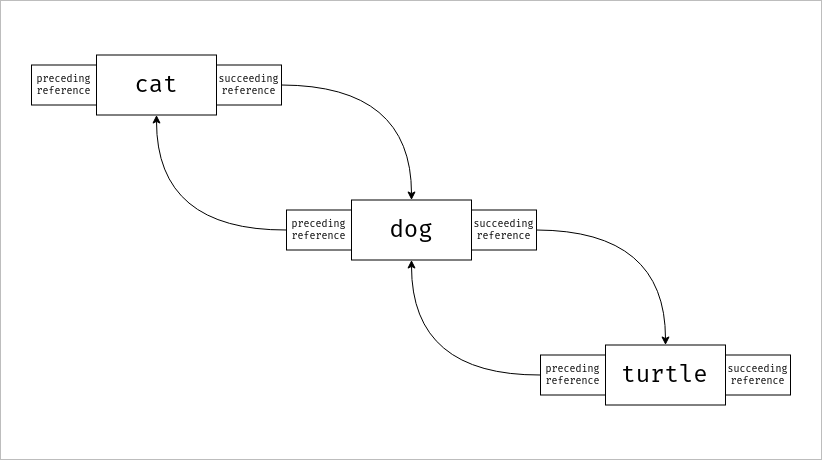 preceding
reference
cat
succeeding
reference
preceding
reference
dog
succeeding
reference
preceding
reference
turtle
succeeding
reference